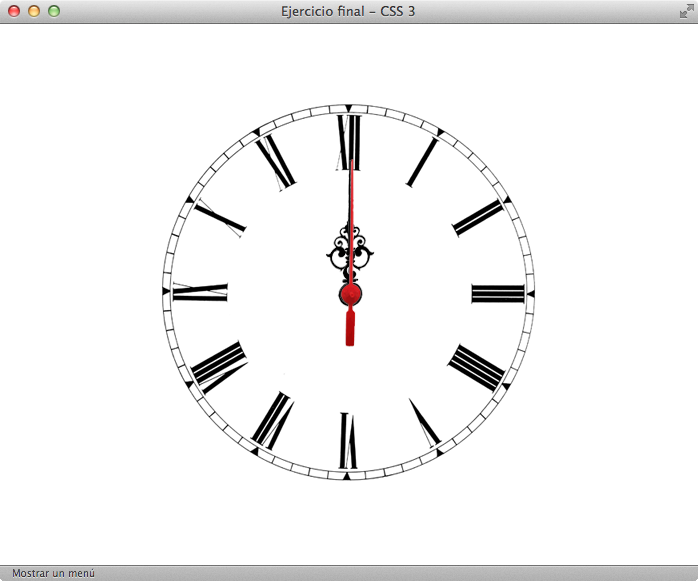 Ejercicio final - CSS 3
XII
I
II
III
IIII
V
VI
VII
VIII
IX
X
XI
Mostrar un menú